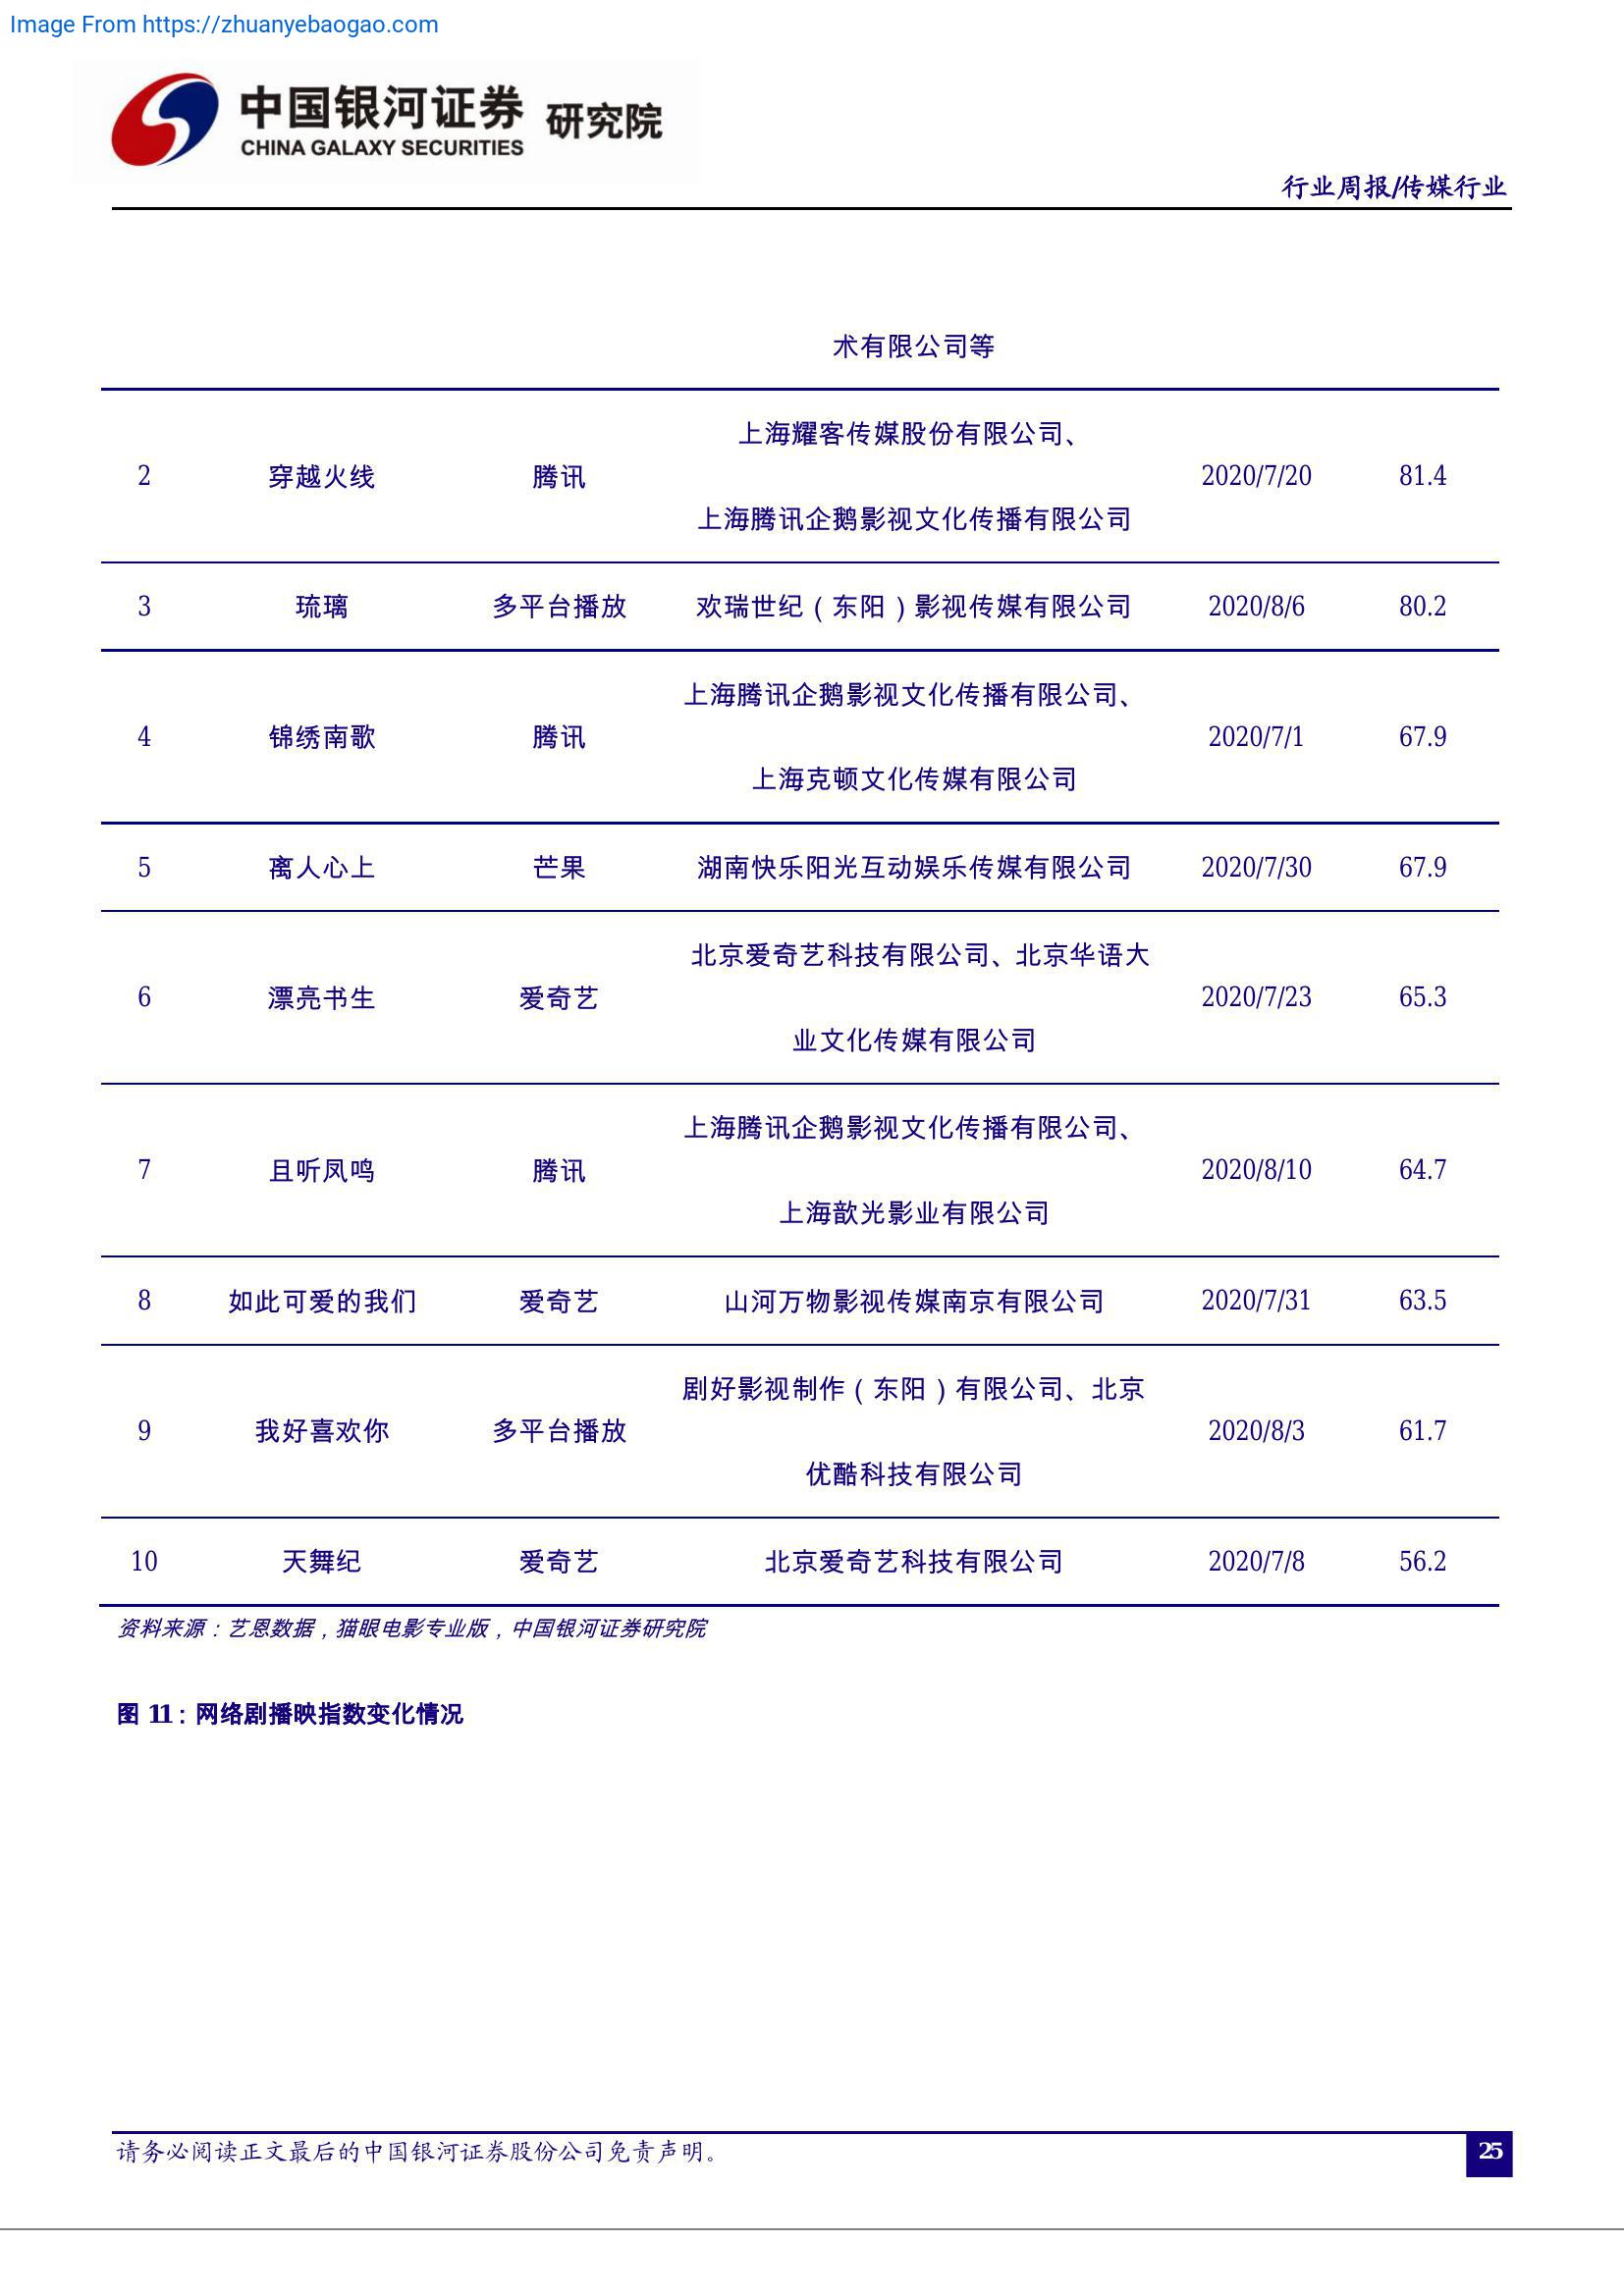 Image From https://zhuanyebaogao.com
中国银河证券 研究院
CHINA GALAXY SECURITIES
行业周报/传媒行业
术有限公司等
上海耀客传媒股份有限公司、
2 穿越火线 腾讯 2020/7/20 81.4
上海腾讯企鹅影视文化传播有限公司
3 琉璃 多平台播放 欢瑞世纪（东阳）影视传媒有限公司 2020/8/6 80.2
上海腾讯企鹅影视文化传播有限公司、
4 锦绣南歌 腾讯 2020/7/1 67.9
上海克顿文化传媒有限公司
5 离人心上 芒果 湖南快乐阳光互动娱乐传媒有限公司 2020/7/30 67.9
北京爱奇艺科技有限公司、北京华语大
6 漂亮书生 爱奇艺 2020/7/23 65.3
业文化传媒有限公司
上海腾讯企鹅影视文化传播有限公司、
7 且听凤鸣 腾讯 2020/8/10 64.7
上海歆光影业有限公司
8 如此可爱的我们 爱奇艺 山河万物影视传媒南京有限公司 2020/7/31 63.5
剧好影视制作（东阳）有限公司、北京
9 我好喜欢你 多平台播放 2020/8/3 61.7
优酷科技有限公司
10 天舞纪 爱奇艺 北京爱奇艺科技有限公司 2020/7/8 56.2
资料来源：艺恩数据，猫眼电影专业版，中国银河证券研究院
图 11：网络剧播映指数变化情况
请务必阅读正文最后的中国银河证券股份公司免责声明。
25